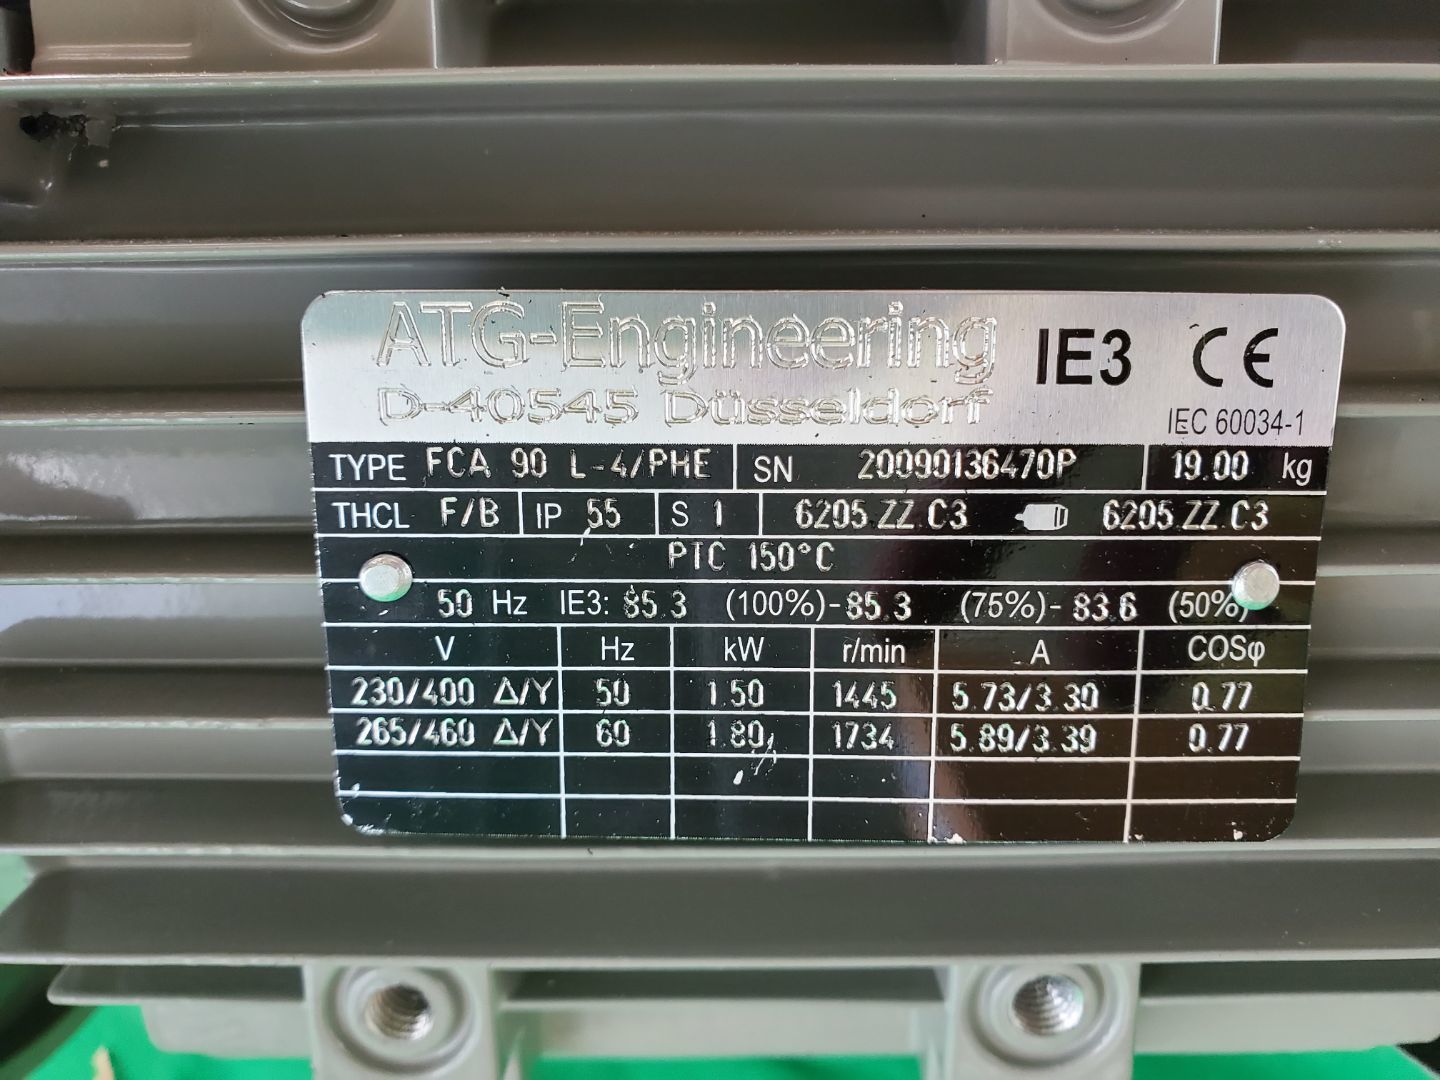 ATG-Engineering IE3 CE
D-40545 Düsseldorf IEC 60034-1
TYPE FCA 90 L-4/PHE SN 20090136470P 19.00 kg
THCL F/B IP 55 S 1 6205 ZZ C3 6205 ZZ C3
PTC 150°C
50 Hz IE3: 85.3 (100%)-85.3 (75%)-83.6 (50%)
V Hz kW r/min A COSφ
230/400 Δ/Y 50 1.50 1445 5.73/3.30 0.77
265/460 Δ/Y 60 1.80 1734 5.89/3.39 0.77